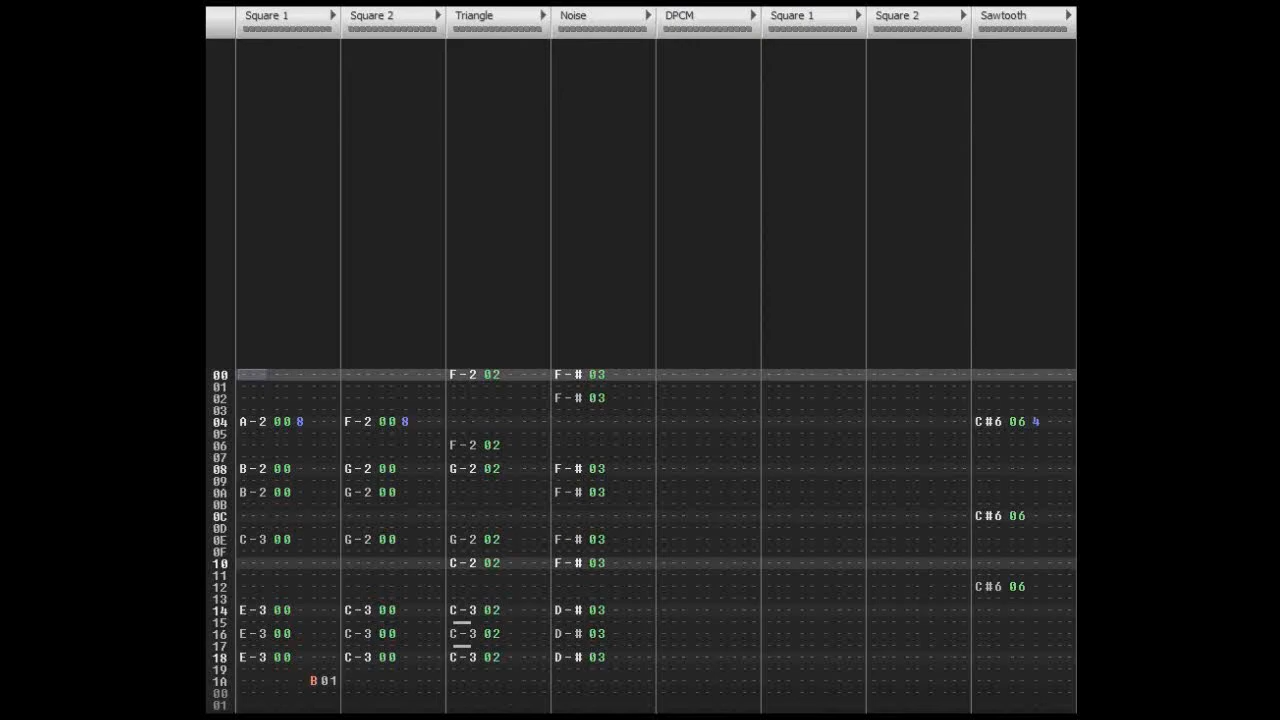 Square 1 Square 2 Triangle Noise DPCM Square 1 Square 2 Sawtooth
00 --- F-2 02 F-# 03
01
02 F-# 03
03
04 A-2 00 8 F-2 00 8 C#6 06 4
05
06 F-2 02
07
08 B-2 00 G-2 00 G-2 02 F-# 03
09
0A B-2 00 G-2 00 F-# 03
0B
0C C#6 06
0D
0E C-3 00 G-2 00 G-2 02 F-# 03
0F
10 C-2 02 F-# 03
11
12 C#6 06
13
14 E-3 00 C-3 00 C-3 02 D-# 03
15
16 E-3 00 C-3 00 C-3 02 D-# 03
17
18 E-3 00 C-3 00 C-3 02 D-# 03
19
1A B01
00
01